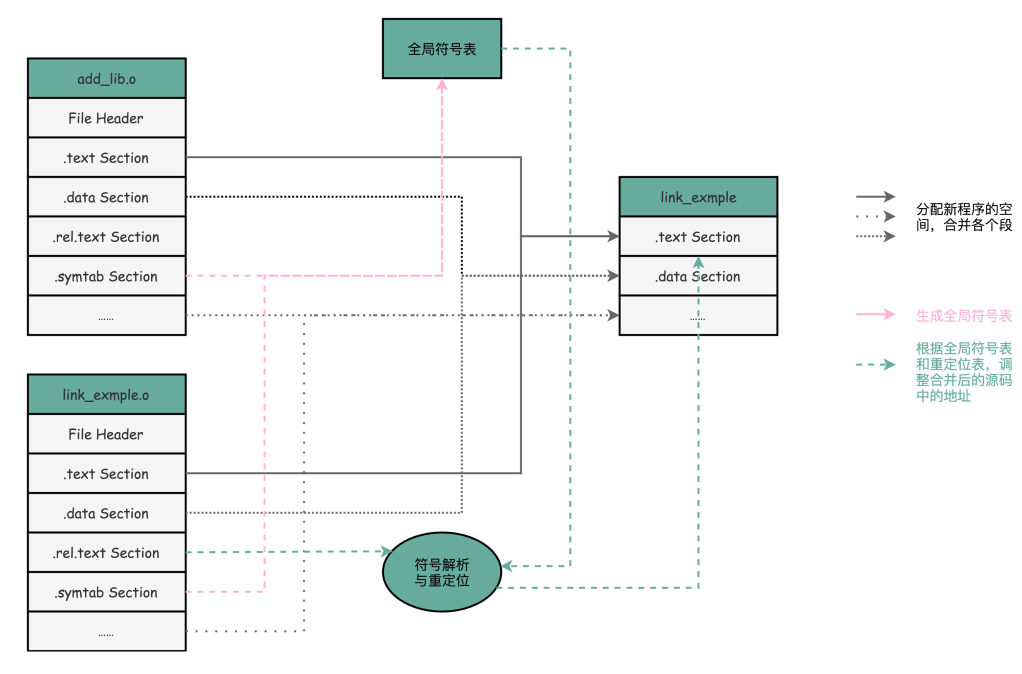 全局符号表
add_lib.o
File Header
.text Section
.data Section
.rel.text Section
.symtab Section
……
link_exmple.o
File Header
.text Section
.data Section
.rel.text Section
.symtab Section
……
符号解析
与重定位
link_exmple
.text Section
.data Section
……
分配新程序的空
间，合并各个段
生成全局符号表
根据全局符号表
和重定位表，调
整合并后的源码
中的地址